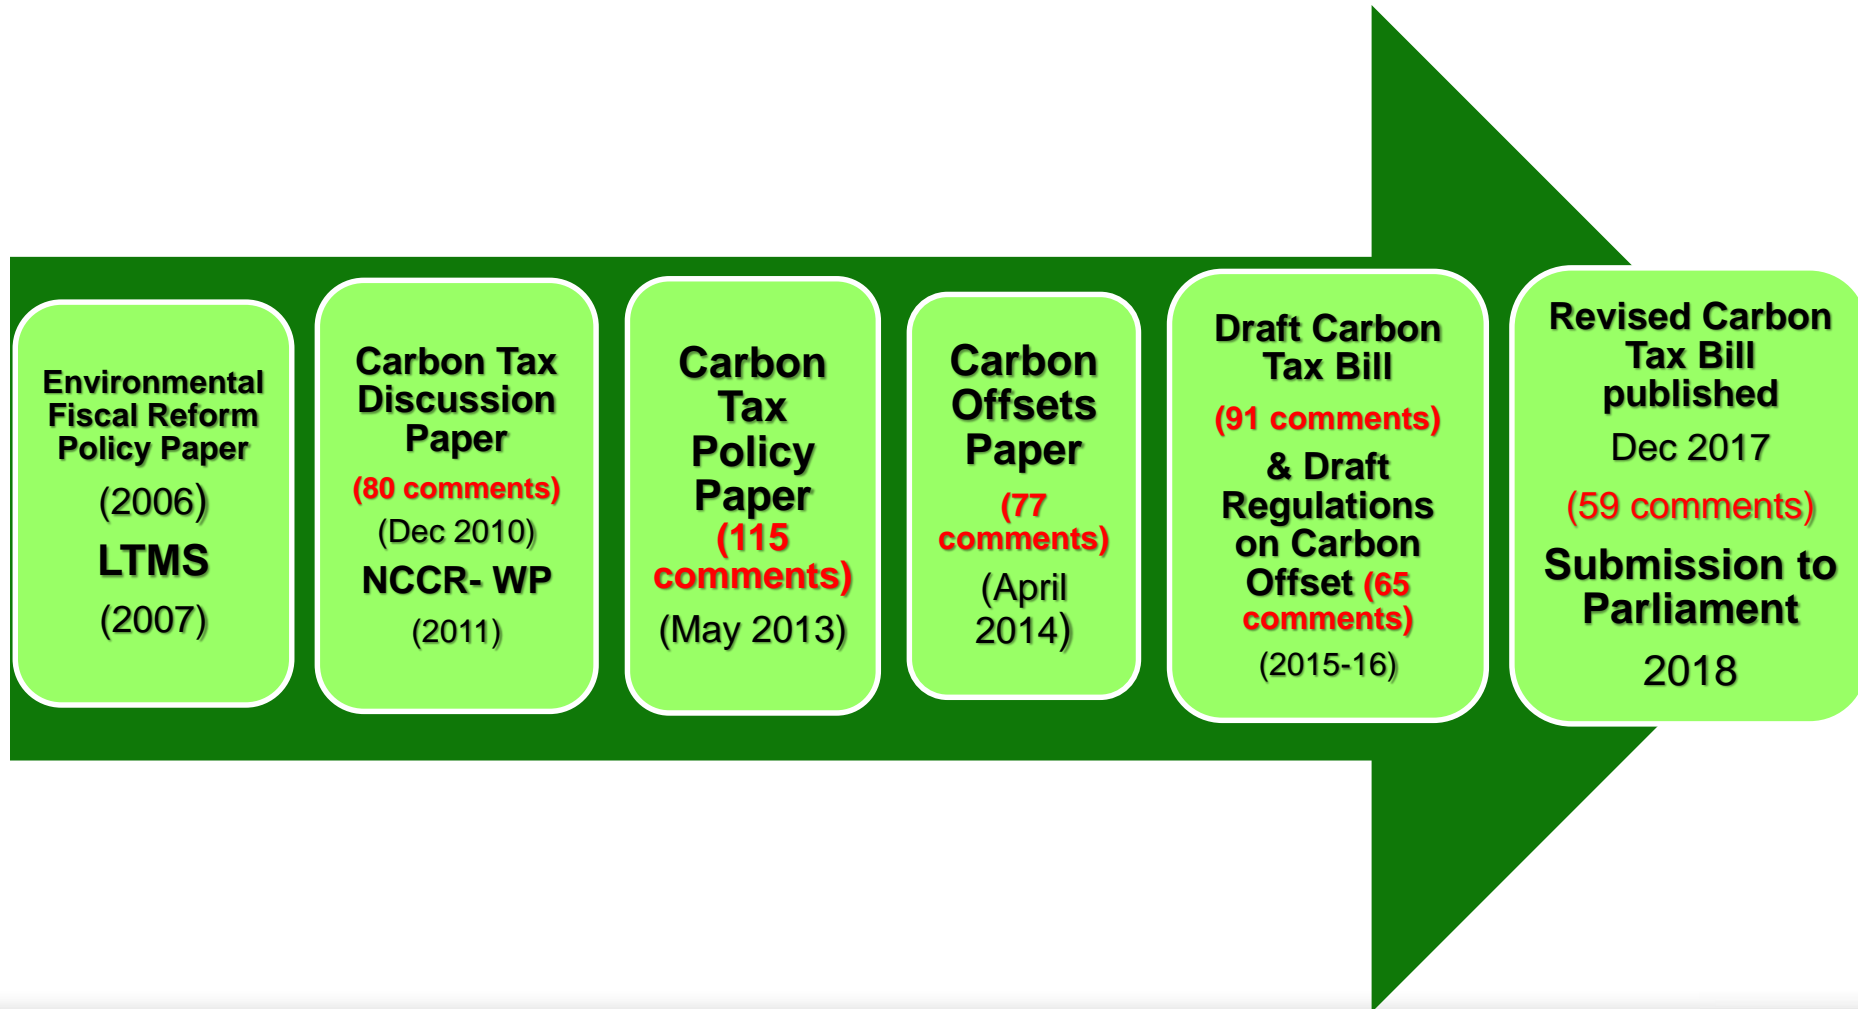 Environmental
Fiscal Reform
Policy Paper
(2006)
LTMS
(2007)
Carbon Tax
Discussion
Paper
(80 comments)
(Dec 2010)
NCCR- WP
(2011)
Carbon
Tax
Policy
Paper
(115
comments)
(May 2013)
Carbon
Offsets
Paper
(77
comments)
(April
2014)
Draft Carbon
Tax Bill
(91 comments)
& Draft
Regulations
on Carbon
Offset (65
comments)
(2015-16)
Revised Carbon
Tax Bill
published
Dec 2017
(59 comments)
Submission to
Parliament
2018